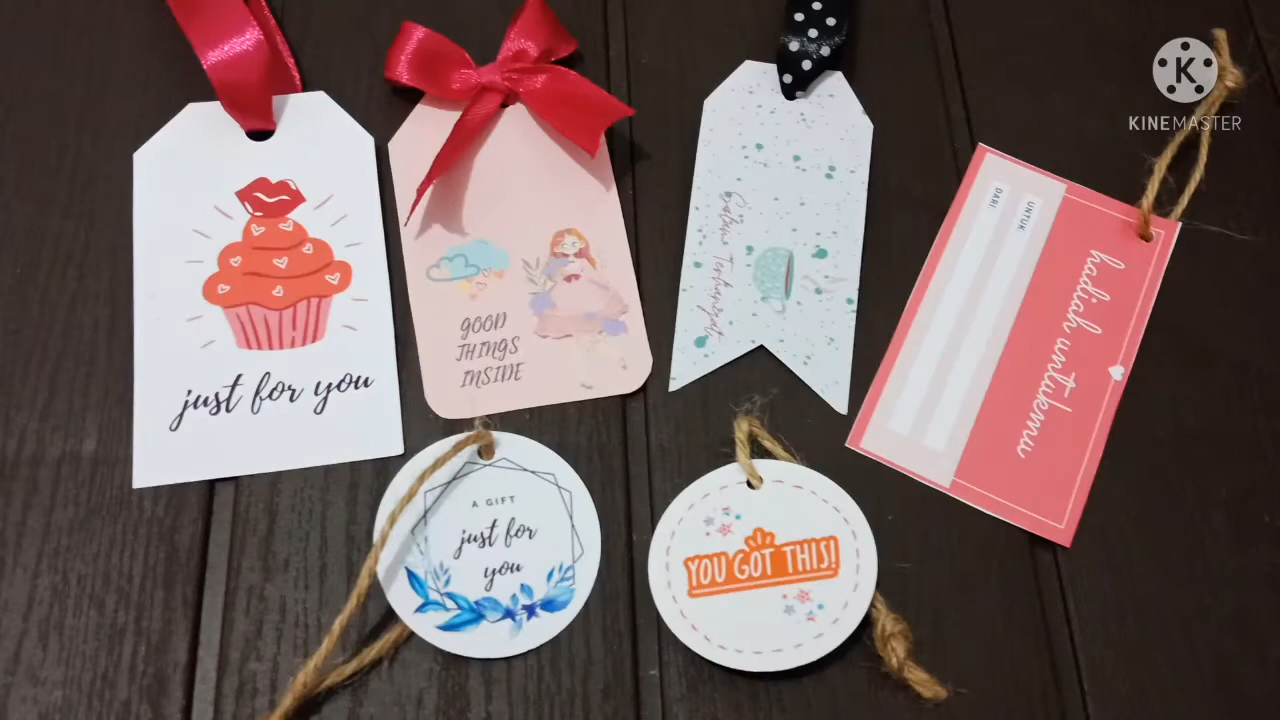 KINEMASTER
just for you
GOOD
THINGS
INSIDE
DARI
UNTUK
hadiah untukmu
A GIFT
just for
you
YOU GOT THIS!